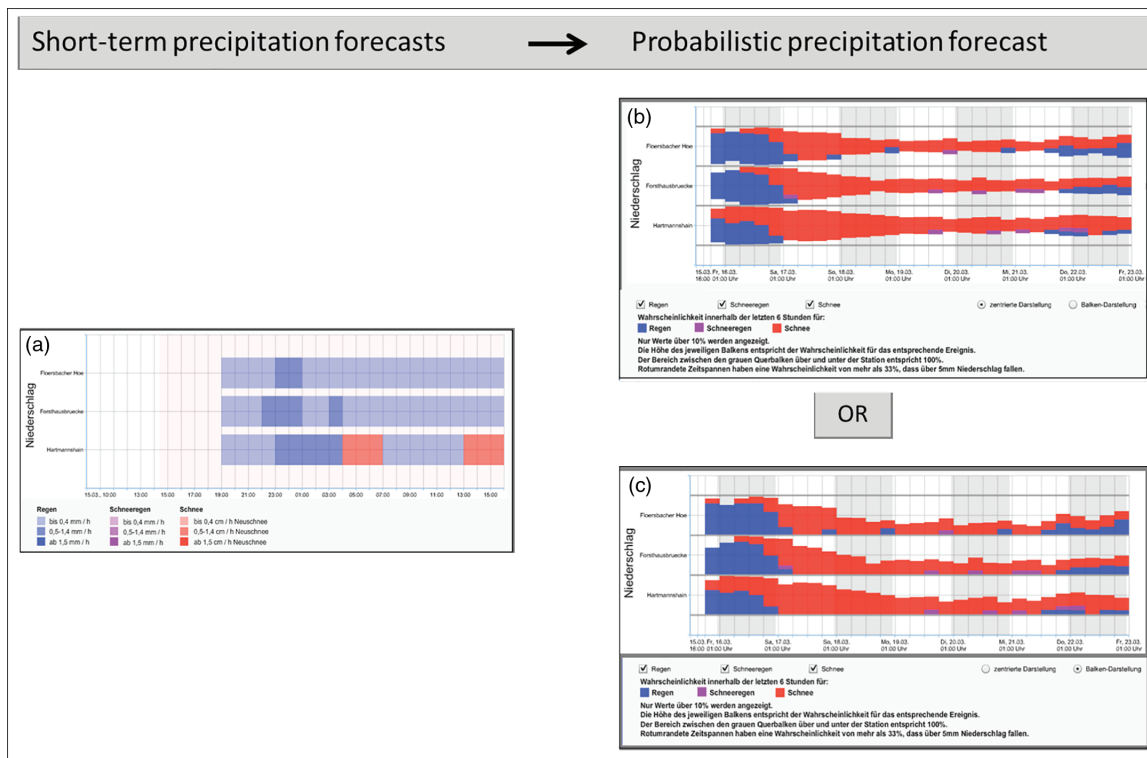 Short-term precipitation forecasts → Probabilistic precipitation forecast
(a)
Niederschlag
Floersbacher Hoe
Forsthausbruecke
Hartmannshain
15.03., 10:00 13:00 15:00 17:00 19:00 21:00 23:00 01:00 03:00 05:00 07:00 09:00 11:00 13:00 15:00
Regen Schneeregen Schnee
bis 0,4 mm / h bis 0,4 mm / h bis 0,4 cm / h Neuschnee
0,5-1,4 mm / h 0,5-1,4 mm / h 0,5-1,4 cm / h Neuschnee
ab 1,5 mm / h ab 1,5 mm / h ab 1,5 cm / h Neuschnee
(b)
Niederschlag
Floersbacher Hoe
Forsthausbruecke
Hartmannshain
15.03. Fr, 16.03. Sa, 17.03. So, 18.03. Mo, 19.03. Di, 20.03. Mi, 21.03. Do, 22.03. Fr, 23.03.
16:00 01:00 Uhr 01:00 Uhr 01:00 Uhr 01:00 Uhr 01:00 Uhr 01:00 Uhr 01:00 Uhr 01:00 Uhr
Regen Schneeregen Schnee zentrierte Darstellung Balken-Darstellung
Wahrscheinlichkeit innerhalb der letzten 6 Stunden für:
Regen Schneeregen Schnee
Nur Werte über 10% werden angezeigt.
Die Höhe des jeweiligen Balkens entspricht der Wahrscheinlichkeit für das entsprechende Ereignis.
Der Bereich zwischen den grauen Querbalken über und unter der Station entspricht 100%.
Rotumrandete Zeitspannen haben eine Wahrscheinlichkeit von mehr als 33%, dass über 5mm Niederschlag fallen.
OR
(c)
Niederschlag
Floersbacher Hoe
Forsthausbruecke
Hartmannshain
15.03. Fr, 16.03. Sa, 17.03. So, 18.03. Mo, 19.03. Di, 20.03. Mi, 21.03. Do, 22.03. Fr, 23.03.
16:00 01:00 Uhr 01:00 Uhr 01:00 Uhr 01:00 Uhr 01:00 Uhr 01:00 Uhr 01:00 Uhr 01:00 Uhr
Regen Schneeregen Schnee zentrierte Darstellung Balken-Darstellung
Wahrscheinlichkeit innerhalb der letzten 6 Stunden für:
Regen Schneeregen Schnee
Nur Werte über 10% werden angezeigt.
Die Höhe des jeweiligen Balkens entspricht der Wahrscheinlichkeit für das entsprechende Ereignis.
Der Bereich zwischen den grauen Querbalken über und unter der Station entspricht 100%.
Rotumrandete Zeitspannen haben eine Wahrscheinlichkeit von mehr als 33%, dass über 5mm Niederschlag fallen.